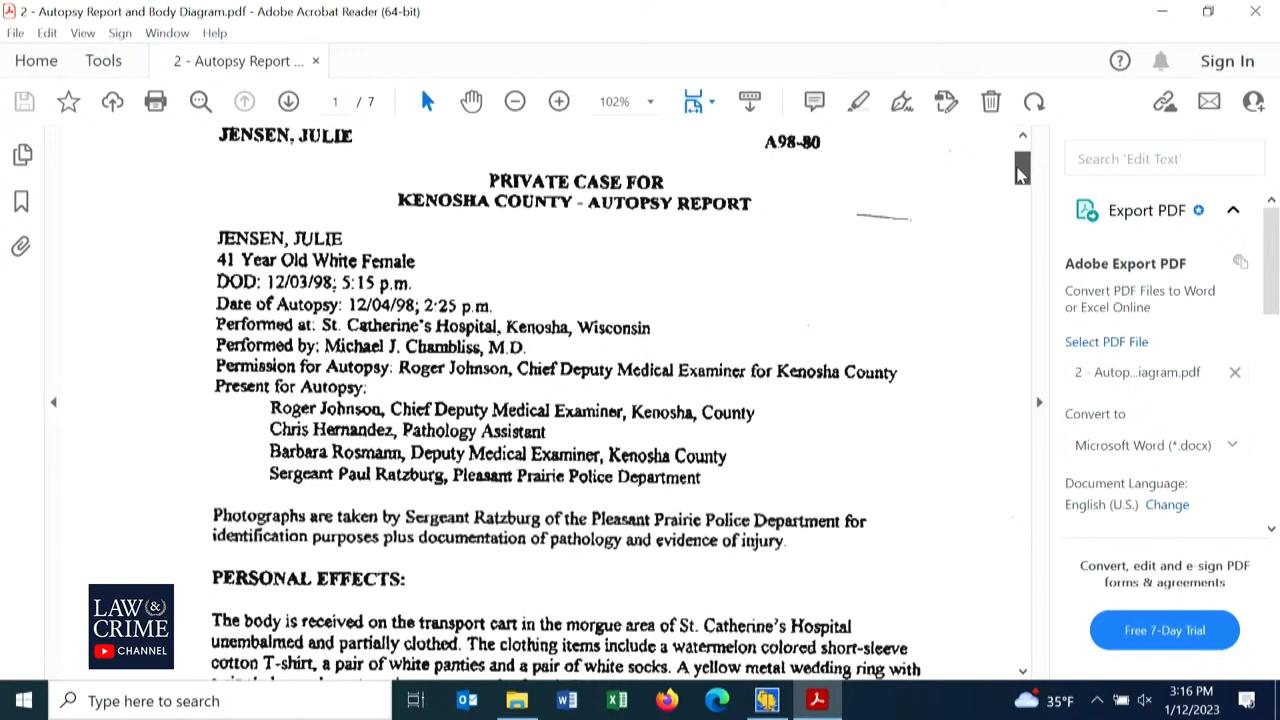 2 - Autopsy Report and Body Diagram.pdf - Adobe Acrobat Reader (64-bit)
File Edit View Sign Window Help
Home Tools 2 - Autopsy Report ... × Sign In
1 / 7 102%
JENSEN, JULIE A98-80
PRIVATE CASE FOR
KENOSHA COUNTY - AUTOPSY REPORT
JENSEN, JULIE
41 Year Old White Female
DOD: 12/03/98; 5:15 p.m.
Date of Autopsy: 12/04/98; 2:25 p.m.
Performed at: St. Catherine's Hospital, Kenosha, Wisconsin
Performed by: Michael J. Chambliss, M.D.
Permission for Autopsy: Roger Johnson, Chief Deputy Medical Examiner for Kenosha County
Present for Autopsy:
Roger Johnson, Chief Deputy Medical Examiner, Kenosha, County
Chris Hernandez, Pathology Assistant
Barbara Rosmann, Deputy Medical Examiner, Kenosha County
Sergeant Paul Ratzburg, Pleasant Prairie Police Department
Photographs are taken by Sergeant Ratzburg of the Pleasant Prairie Police Department for
identification purposes plus documentation of pathology and evidence of injury.
PERSONAL EFFECTS:
The body is received on the transport cart in the morgue area of St. Catherine's Hospital
unembalmed and partially clothed. The clothing items include a watermelon colored short-sleeve
cotton T-shirt, a pair of white panties and a pair of white socks. A yellow metal wedding ring with
Search 'Edit Text'
Export PDF
Adobe Export PDF
Convert PDF Files to Word
or Excel Online
Select PDF File
2 - Autop...iagram.pdf
Convert to
Microsoft Word (*.docx)
Document Language:
English (U.S.) Change
Convert, edit and e-sign PDF
forms & agreements
Free 7-Day Trial
LAW &
CRIME
CHANNEL
Type here to search
35°F
3:16 PM
1/12/2023